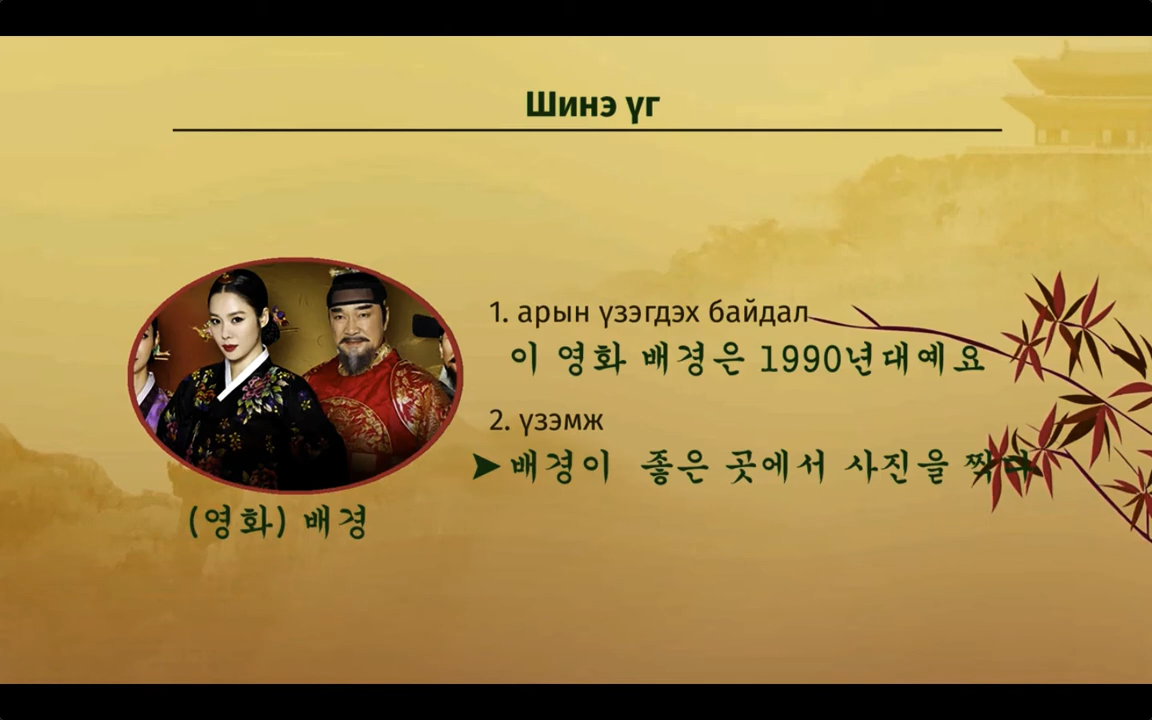 Шинэ үг
1. арын үзэгдэх байдал
이 영화 배경은 1990년대예요
2. үзэмж
➤배경이 좋은 곳에서 사진을 찍다
(영화) 배경